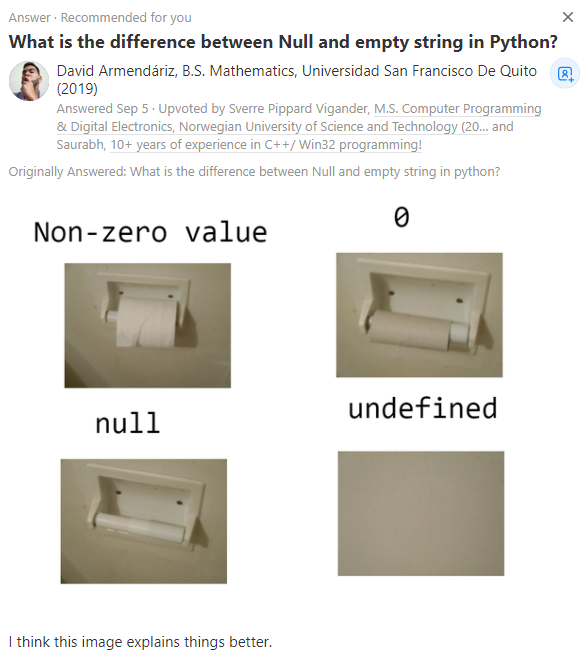 Answer · Recommended for you
What is the difference between Null and empty string in Python?
David Armendáriz, B.S. Mathematics, Universidad San Francisco De Quito
(2019)
Answered Sep 5 · Upvoted by Sverre Pippard Vigander, M.S. Computer Programming
& Digital Electronics, Norwegian University of Science and Technology (20... and
Saurabh, 10+ years of experience in C++/ Win32 programming!
Originally Answered: What is the difference between Null and empty string in python?
Non-zero value
0
null
undefined
I think this image explains things better.